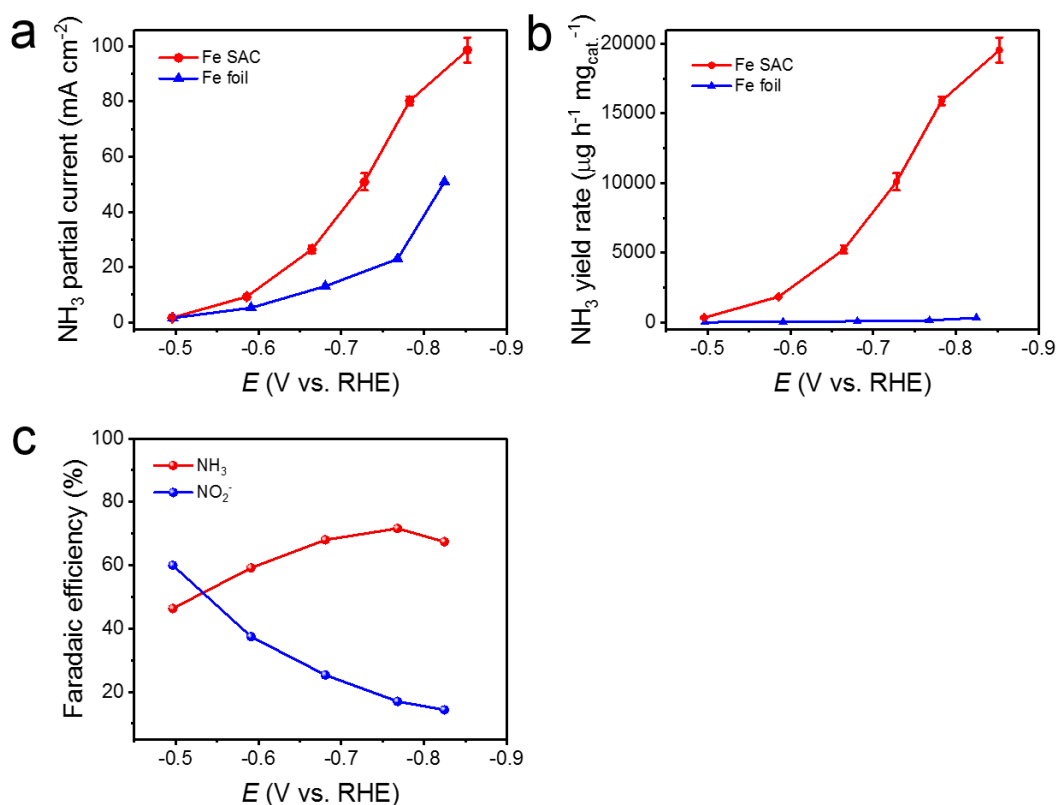 a
NH₃ partial current (mA cm⁻²)
100
80
60
40
20
0
Fe SAC
Fe foil
-0.5 -0.6 -0.7 -0.8 -0.9
E (V vs. RHE)
b
NH₃ yield rate (μg h⁻¹ mg_cat.⁻¹)
20000
15000
10000
5000
0
Fe SAC
Fe foil
-0.5 -0.6 -0.7 -0.8 -0.9
E (V vs. RHE)
c
Faradaic efficiency (%)
100
80
60
40
20
NH₃
NO₂⁻
-0.5 -0.6 -0.7 -0.8 -0.9
E (V vs. RHE)